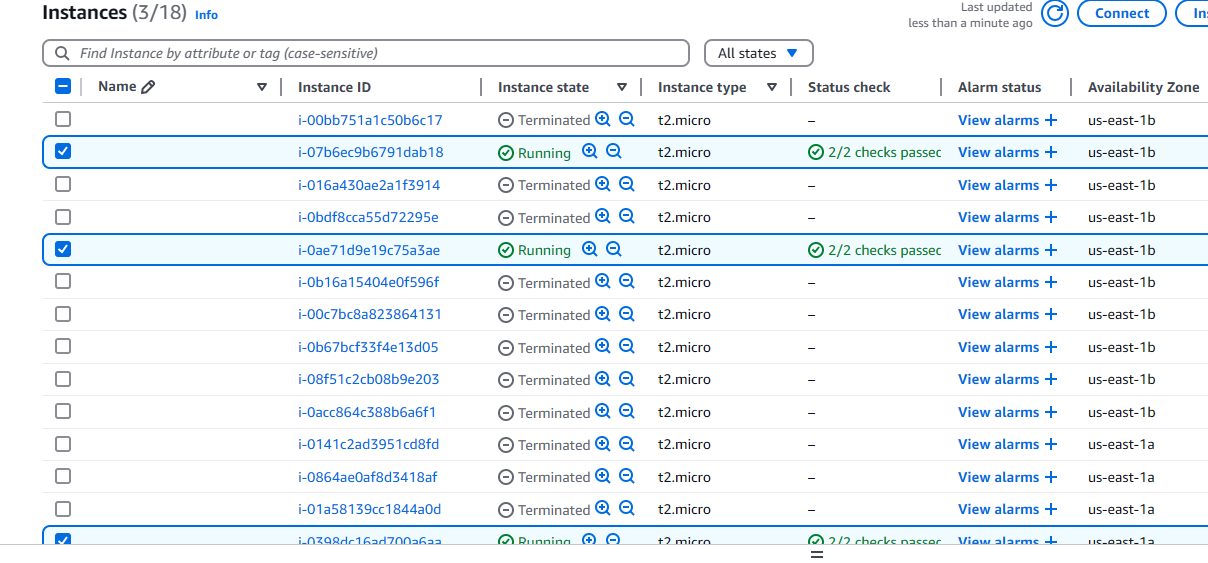 Instances (3/18) Info
Last updated
less than a minute ago
Connect
Find Instance by attribute or tag (case-sensitive)
All states
Name Instance ID Instance state Instance type Status check Alarm status Availability Zone
i-00bb751a1c50b6c17 Terminated t2.micro – View alarms + us-east-1b
i-07b6ec9b6791dab18 Running t2.micro 2/2 checks passec View alarms + us-east-1b
i-016a430ae2a1f3914 Terminated t2.micro – View alarms + us-east-1b
i-0bdf8cca55d72295e Terminated t2.micro – View alarms + us-east-1b
i-0ae71d9e19c75a3ae Running t2.micro 2/2 checks passec View alarms + us-east-1b
i-0b16a15404e0f596f Terminated t2.micro – View alarms + us-east-1b
i-00c7bc8a823864131 Terminated t2.micro – View alarms + us-east-1b
i-0b67bcf33f4e13d05 Terminated t2.micro – View alarms + us-east-1b
i-08f51c2cb08b9e203 Terminated t2.micro – View alarms + us-east-1b
i-0acc864c388b6a6f1 Terminated t2.micro – View alarms + us-east-1b
i-0141c2ad3951cd8fd Terminated t2.micro – View alarms + us-east-1a
i-0864ae0af8d3418af Terminated t2.micro – View alarms + us-east-1a
i-01a58139cc1844a0d Terminated t2.micro – View alarms + us-east-1a
i-0398dc16ad700a6aa Running t2.micro 2/2 checks passec View alarms + us-east-1a